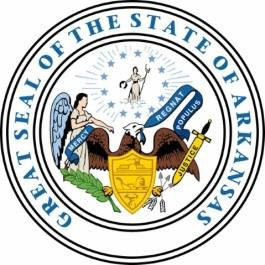 GREAT SEAL OF THE STATE OF ARKANSAS
MERCY
REGNAT
POPULUS
JUSTICE